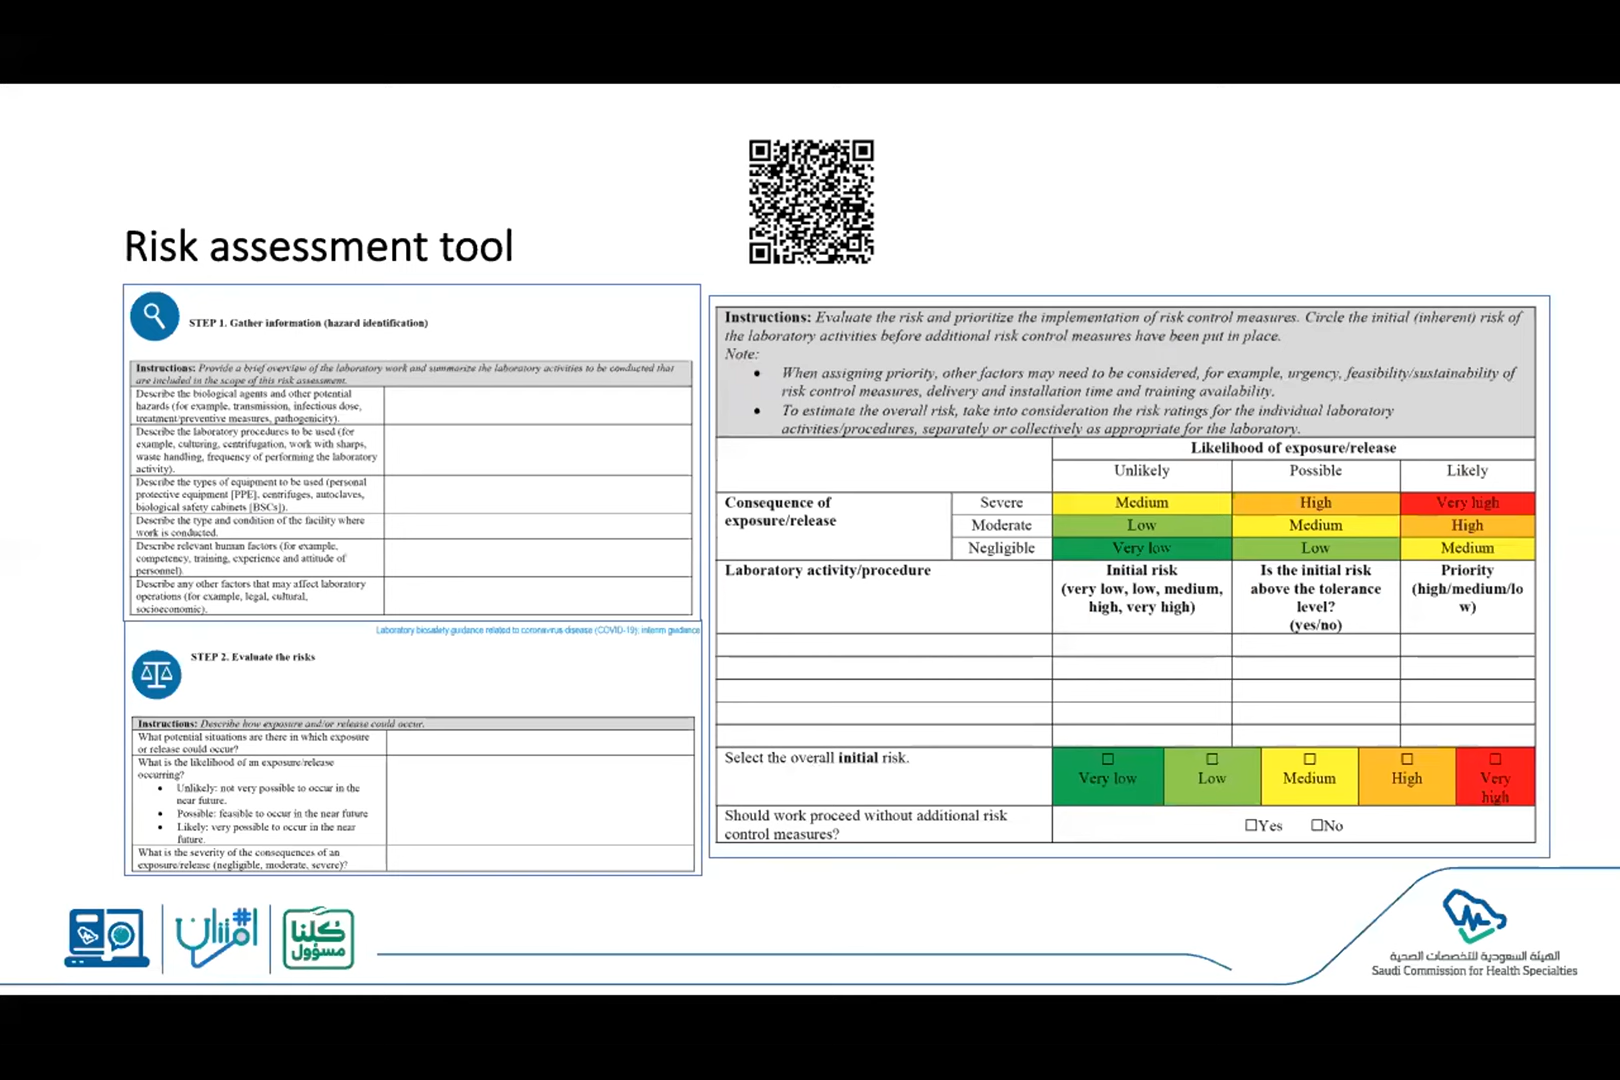 Risk assessment tool
STEP 1. Gather information (hazard identification)
Instructions: Provide a brief overview of the laboratory work and summarize the laboratory activities to be conducted that
are included in the scope of this risk assessment.
Describe the biological agents and other potential
hazards (for example, transmission, infectious dose,
treatment/preventive measures, pathogenicity).
Describe the laboratory procedures to be used (for
example, culturing, centrifugation, work with sharps,
waste handling, frequency of performing the laboratory
activity).
Describe the types of equipment to be used (personal
protective equipment [PPE], centrifuges, autoclaves,
biological safety cabinets [BSCs]).
Describe the type and condition of the facility where
work is conducted.
Describe relevant human factors (for example,
competency, training, experience and attitude of
personnel).
Describe any other factors that may affect laboratory
operations (for example, legal, cultural,
socioeconomic).
Laboratory biosafety guidance related to coronavirus disease (COVID-19): interim guidance
STEP 2. Evaluate the risks
Instructions: Describe how exposure and/or release could occur.
What potential situations are there in which exposure
or release could occur?
What is the likelihood of an exposure/release
occurring?
• Unlikely: not very possible to occur in the
near future.
• Possible: feasible to occur in the near future
• Likely: very possible to occur in the near
future.
What is the severity of the consequences of an
exposure/release (negligible, moderate, severe)?
Instructions: Evaluate the risk and prioritize the implementation of risk control measures. Circle the initial (inherent) risk of
the laboratory activities before additional risk control measures have been put in place.
Note:
• When assigning priority, other factors may need to be considered, for example, urgency, feasibility/sustainability of
risk control measures, delivery and installation time and training availability.
• To estimate the overall risk, take into consideration the risk ratings for the individual laboratory
activities/procedures, separately or collectively as appropriate for the laboratory.
Likelihood of exposure/release
Unlikely Possible Likely
Consequence of
exposure/release
Severe Medium High Very high
Moderate Low Medium High
Negligible Very low Low Medium
Laboratory activity/procedure
Initial risk
(very low, low, medium,
high, very high)
Is the initial risk
above the tolerance
level?
(yes/no)
Priority
(high/medium/lo
w)
Select the overall initial risk.
☐ Very low
☐ Low
☐ Medium
☐ High
☐ Very
high
Should work proceed without additional risk
control measures?
☐Yes ☐No
كلنا
مسؤول
الهيئة السعودية للتخصصات الصحية
Saudi Commission for Health Specialties